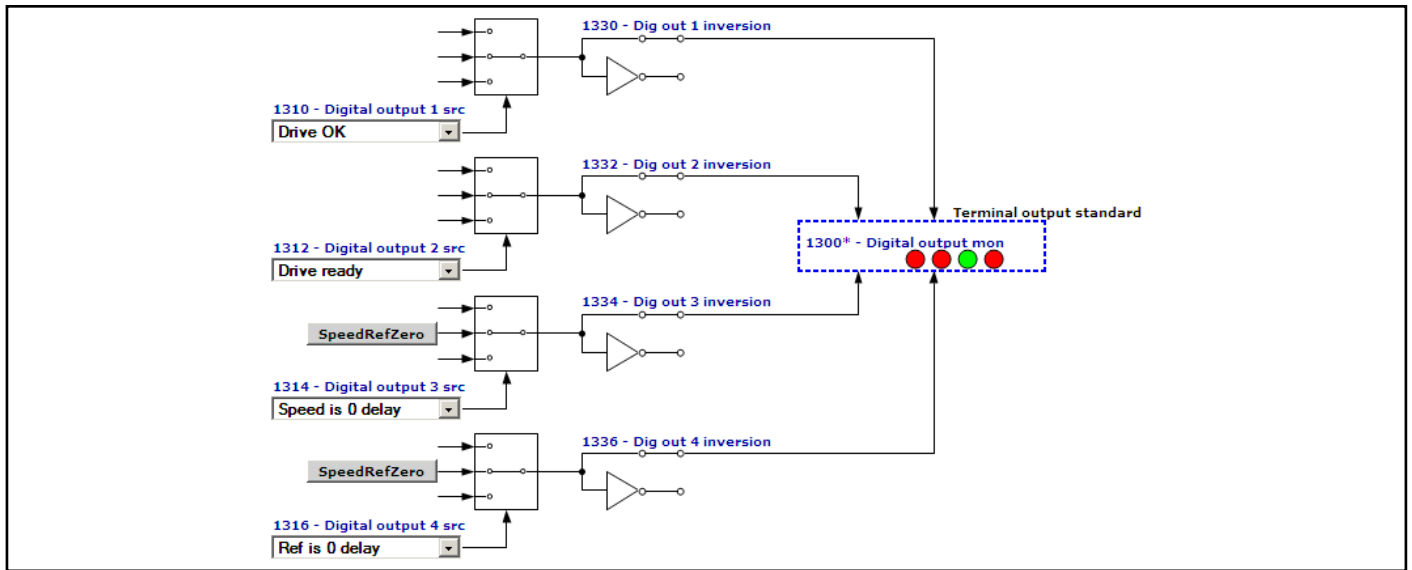 1330 - Dig out 1 inversion
1310 - Digital output 1 src
Drive OK
1332 - Dig out 2 inversion
Terminal output standard
1300* - Digital output mon
1312 - Digital output 2 src
Drive ready
1334 - Dig out 3 inversion
SpeedRefZero
1314 - Digital output 3 src
Speed is 0 delay
1336 - Dig out 4 inversion
SpeedRefZero
1316 - Digital output 4 src
Ref is 0 delay